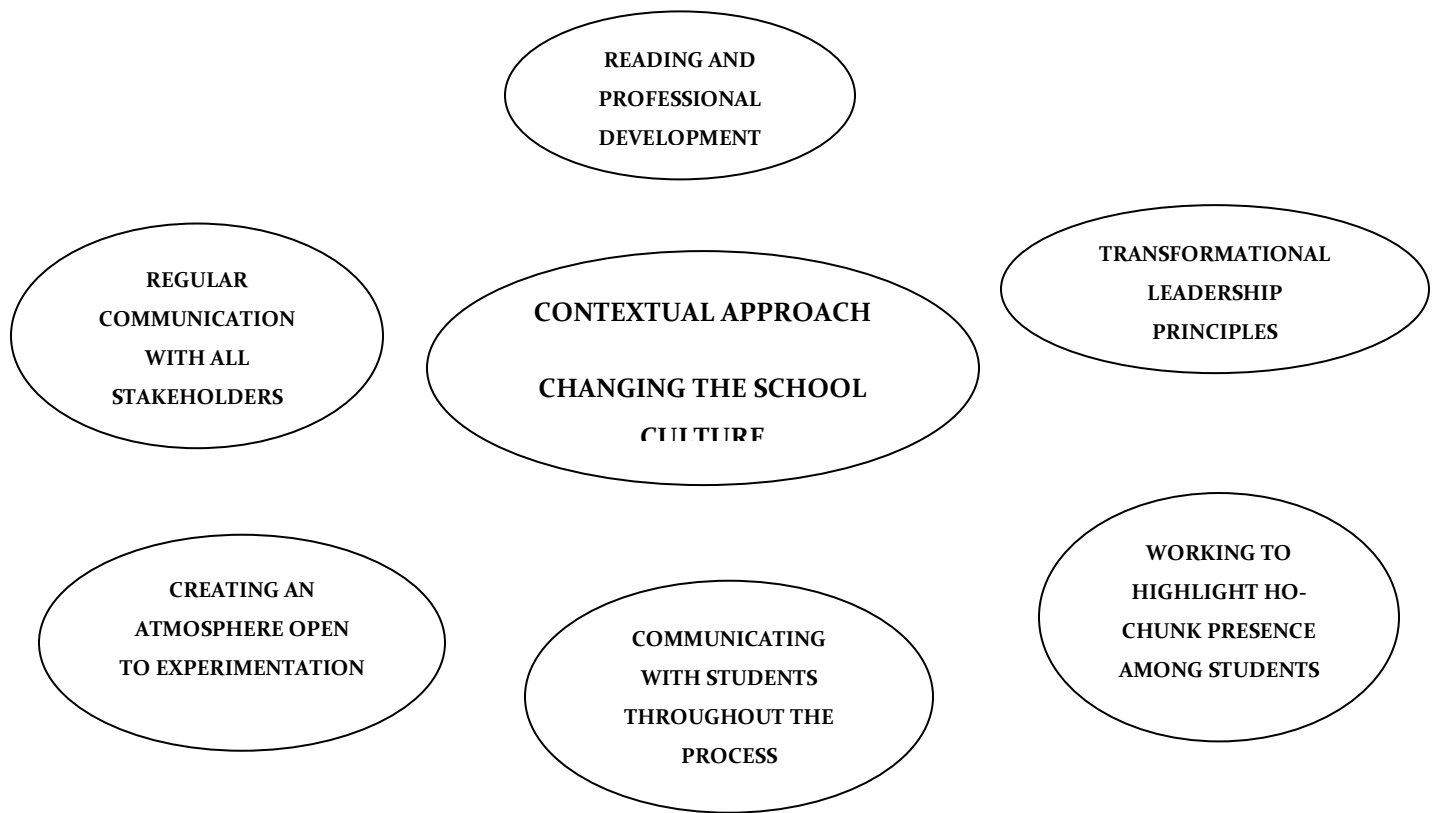 READING AND
PROFESSIONAL
DEVELOPMENT
TRANSFORMATIONAL
LEADERSHIP
PRINCIPLES
REGULAR
COMMUNICATION
WITH ALL
STAKEHOLDERS
CONTEXTUAL APPROACH
CHANGING THE SCHOOL
CULTURE
WORKING TO
HIGHLIGHT HO-
CHUNK PRESENCE
AMONG STUDENTS
CREATING AN
ATMOSPHERE OPEN
TO EXPERIMENTATION
COMMUNICATING
WITH STUDENTS
THROUGHOUT THE
PROCESS